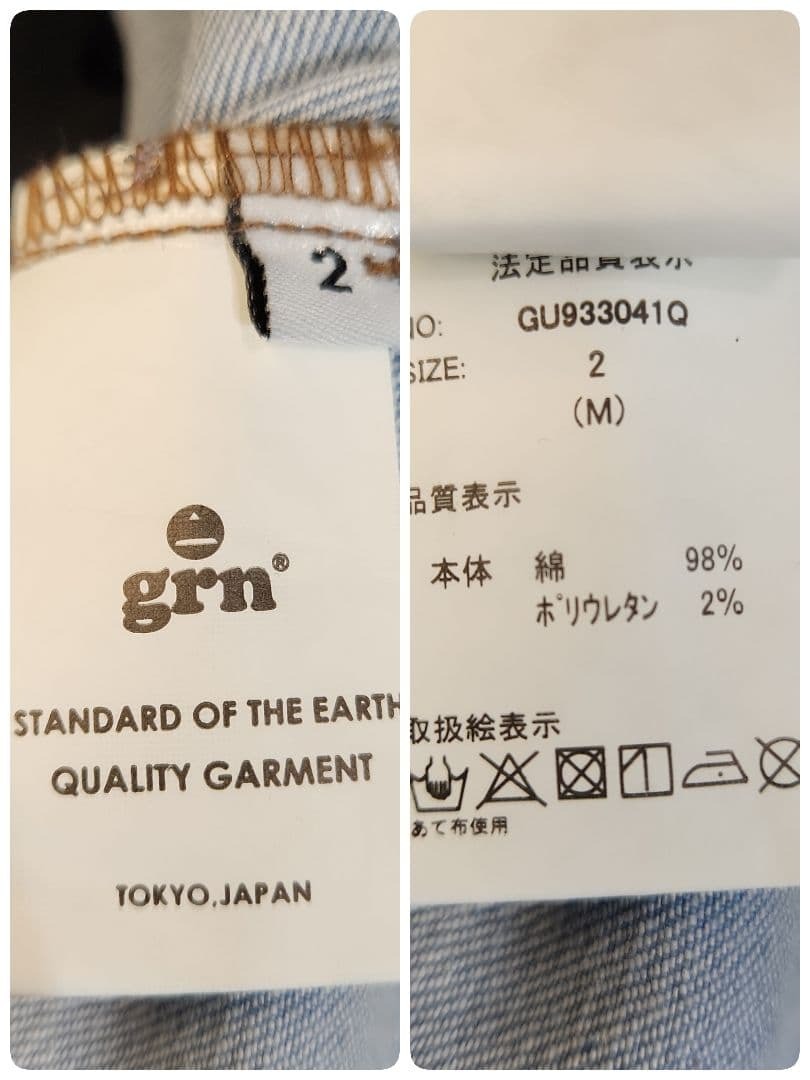 2
grn®
STANDARD OF THE EARTH
QUALITY GARMENT
TOKYO,JAPAN
法定品質表示
NO:
GU933041Q
SIZE:
2
(M)
品質表示
本体 綿 98%
ポリウレタン 2%
取扱絵表示
あて布使用